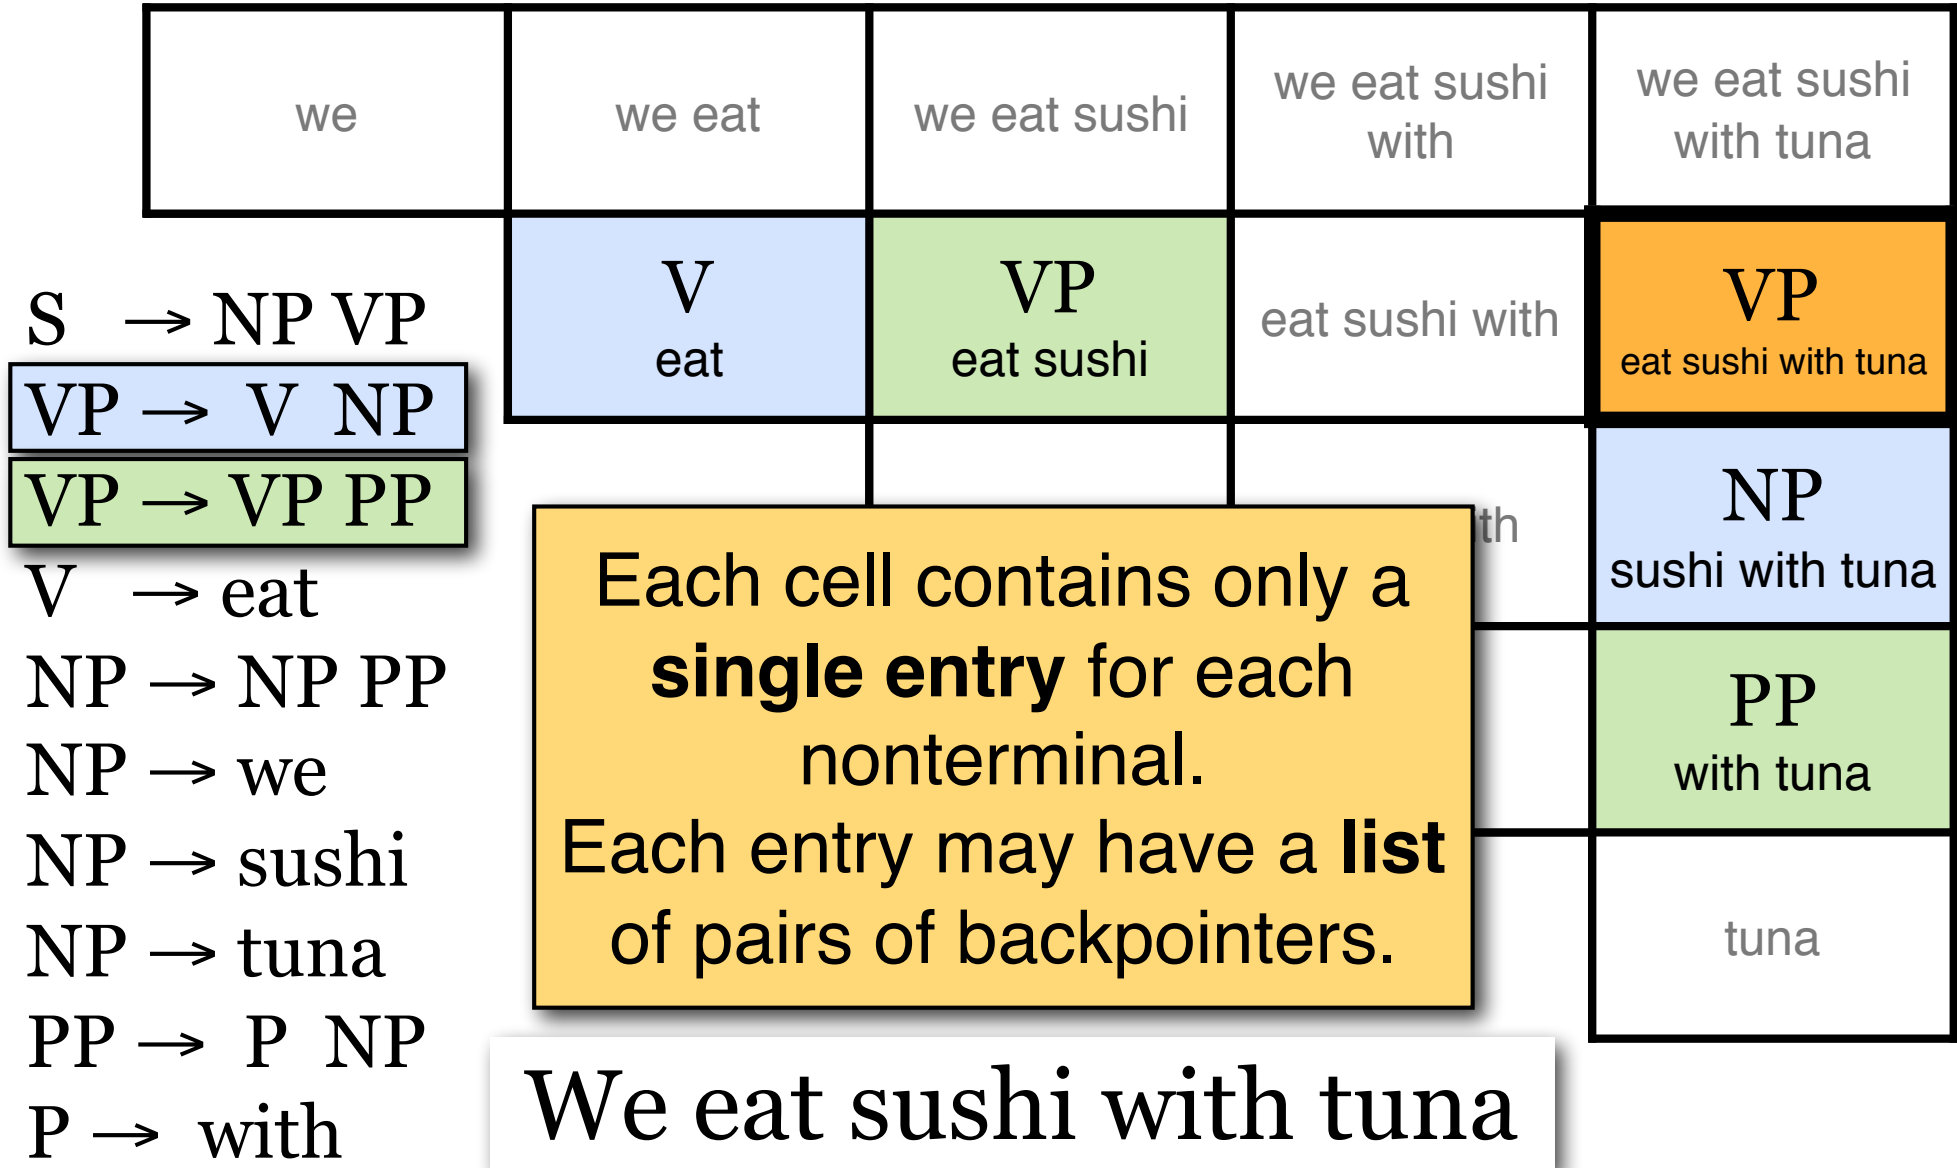 we
we eat
we eat sushi
we eat sushi
with
we eat sushi
with tuna
V
eat
VP
eat sushi
eat sushi with
VP
eat sushi with tuna
NP
sushi with tuna
PP
with tuna
tuna
S → NP VP
VP → V NP
VP → VP PP
V → eat
NP → NP PP
NP → we
NP → sushi
NP → tuna
PP → P NP
P → with
Each cell contains only a
single entry for each
nonterminal.
Each entry may have a list
of pairs of backpointers.
We eat sushi with tuna